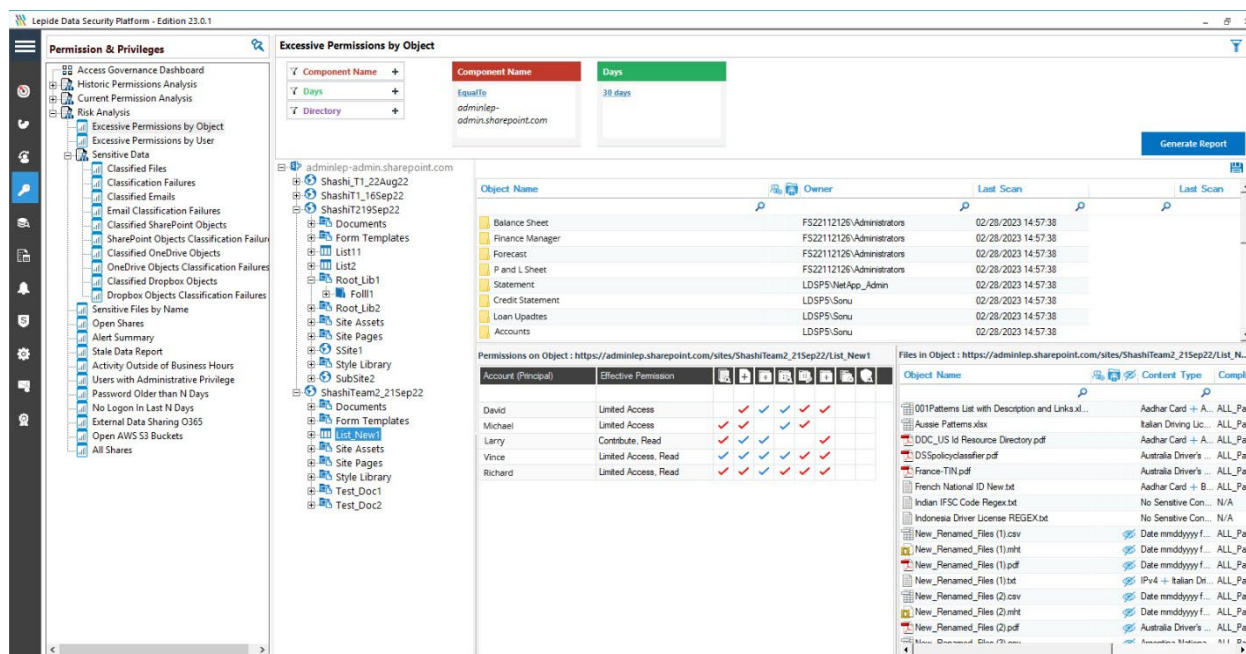 Lepide Data Security Platform - Edition 23.0.1
Permission & Privileges
Access Governance Dashboard
Historic Permissions Analysis
Current Permission Analysis
Risk Analysis
Excessive Permissions by Object
Excessive Permissions by User
Sensitive Data
Classified Files
Classification Failures
Classified Emails
Email Classification Failures
Classified SharePoint Objects
SharePoint Objects Classification Failure
Classified OneDrive Objects
OneDrive Objects Classification Failures
Classified Dropbox Objects
Dropbox Objects Classification Failures
Sensitive Files by Name
Open Shares
Alert Summary
Stale Data Report
Activity Outside of Business Hours
Users with Administrative Privilege
Password Older than N Days
No Logon In Last N Days
External Data Sharing O365
Open AWS S3 Buckets
All Shares
Excessive Permissions by Object
Component Name +
Days +
Directory +
Component Name
EqualTo
adminlep-
admin.sharepoint.com
Days
30 days
Generate Report
adminlep-admin.sharepoint.com
Shashi_T1_22Aug22
ShashiT1_16Sep22
ShashiT219Sep22
Documents
Form Templates
List11
List2
Root_Lib1
Folll1
Root_Lib2
Site Assets
Site Pages
SSite1
Style Library
SubSite2
ShashiTeam2_21Sep22
Documents
Form Templates
List_New1
Site Assets
Site Pages
Style Library
Test_Doc1
Test_Doc2
Object Name Owner Last Scan Last Scan
Balance Sheet FS22112126\Administrators 02/28/2023 14:57:38
Finance Manager FS22112126\Administrators 02/28/2023 14:57:38
Forecast FS22112126\Administrators 02/28/2023 14:57:38
P and L Sheet FS22112126\Administrators 02/28/2023 14:57:38
Statement LDSP5\NetApp_Admin 02/28/2023 14:57:38
Credit Statement LDSP5\Sonu 02/28/2023 14:57:38
Loan Upadtes LDSP5\Sonu 02/28/2023 14:57:38
Accounts LDSP5\Sonu 02/28/2023 14:57:38
Permissions on Object : https://adminlep.sharepoint.com/sites/ShashiTeam2_21Sep22/List_New1
Account (Principal) Effective Permission
David Limited Access
Michael Limited Access
Larry Contribute, Read
Vince Limited Access, Read
Richard Limited Access, Read
Files in Object : https://adminlep.sharepoint.com/sites/ShashiTeam2_21Sep22/List_N...
Object Name Content Type Compli
001Patterns List with Description and Links.xl... Aadhar Card + A... ALL_Pa
Aussie Patterns.xlsx Italian Driving Lic... ALL_Pa
DDC_US Id Resource Directory.pdf Aadhar Card + A... ALL_Pa
DSSpolicyclassifier.pdf Australia Driver's ... ALL_Pa
France-TIN.pdf Australia Driver's ... ALL_Pa
French National ID New.txt Aadhar Card + B... ALL_Pa
Indian IFSC Code Regex.txt No Sensitive Con... N/A
Indonesia Driver License REGEX.txt No Sensitive Con... N/A
New_Renamed_Files (1).csv Date mmddyyyy f... ALL_Pa
New_Renamed_Files (1).mht Date mmddyyyy f... ALL_Pa
New_Renamed_Files (1).pdf Date mmddyyyy f... ALL_Pa
New_Renamed_Files (1).txt IPv4 + Italian Dri... ALL_Pa
New_Renamed_Files (2).csv Date mmddyyyy f... ALL_Pa
New_Renamed_Files (2).mht Date mmddyyyy f... ALL_Pa
New_Renamed_Files (2).pdf Australia Driver's ... ALL_Pa